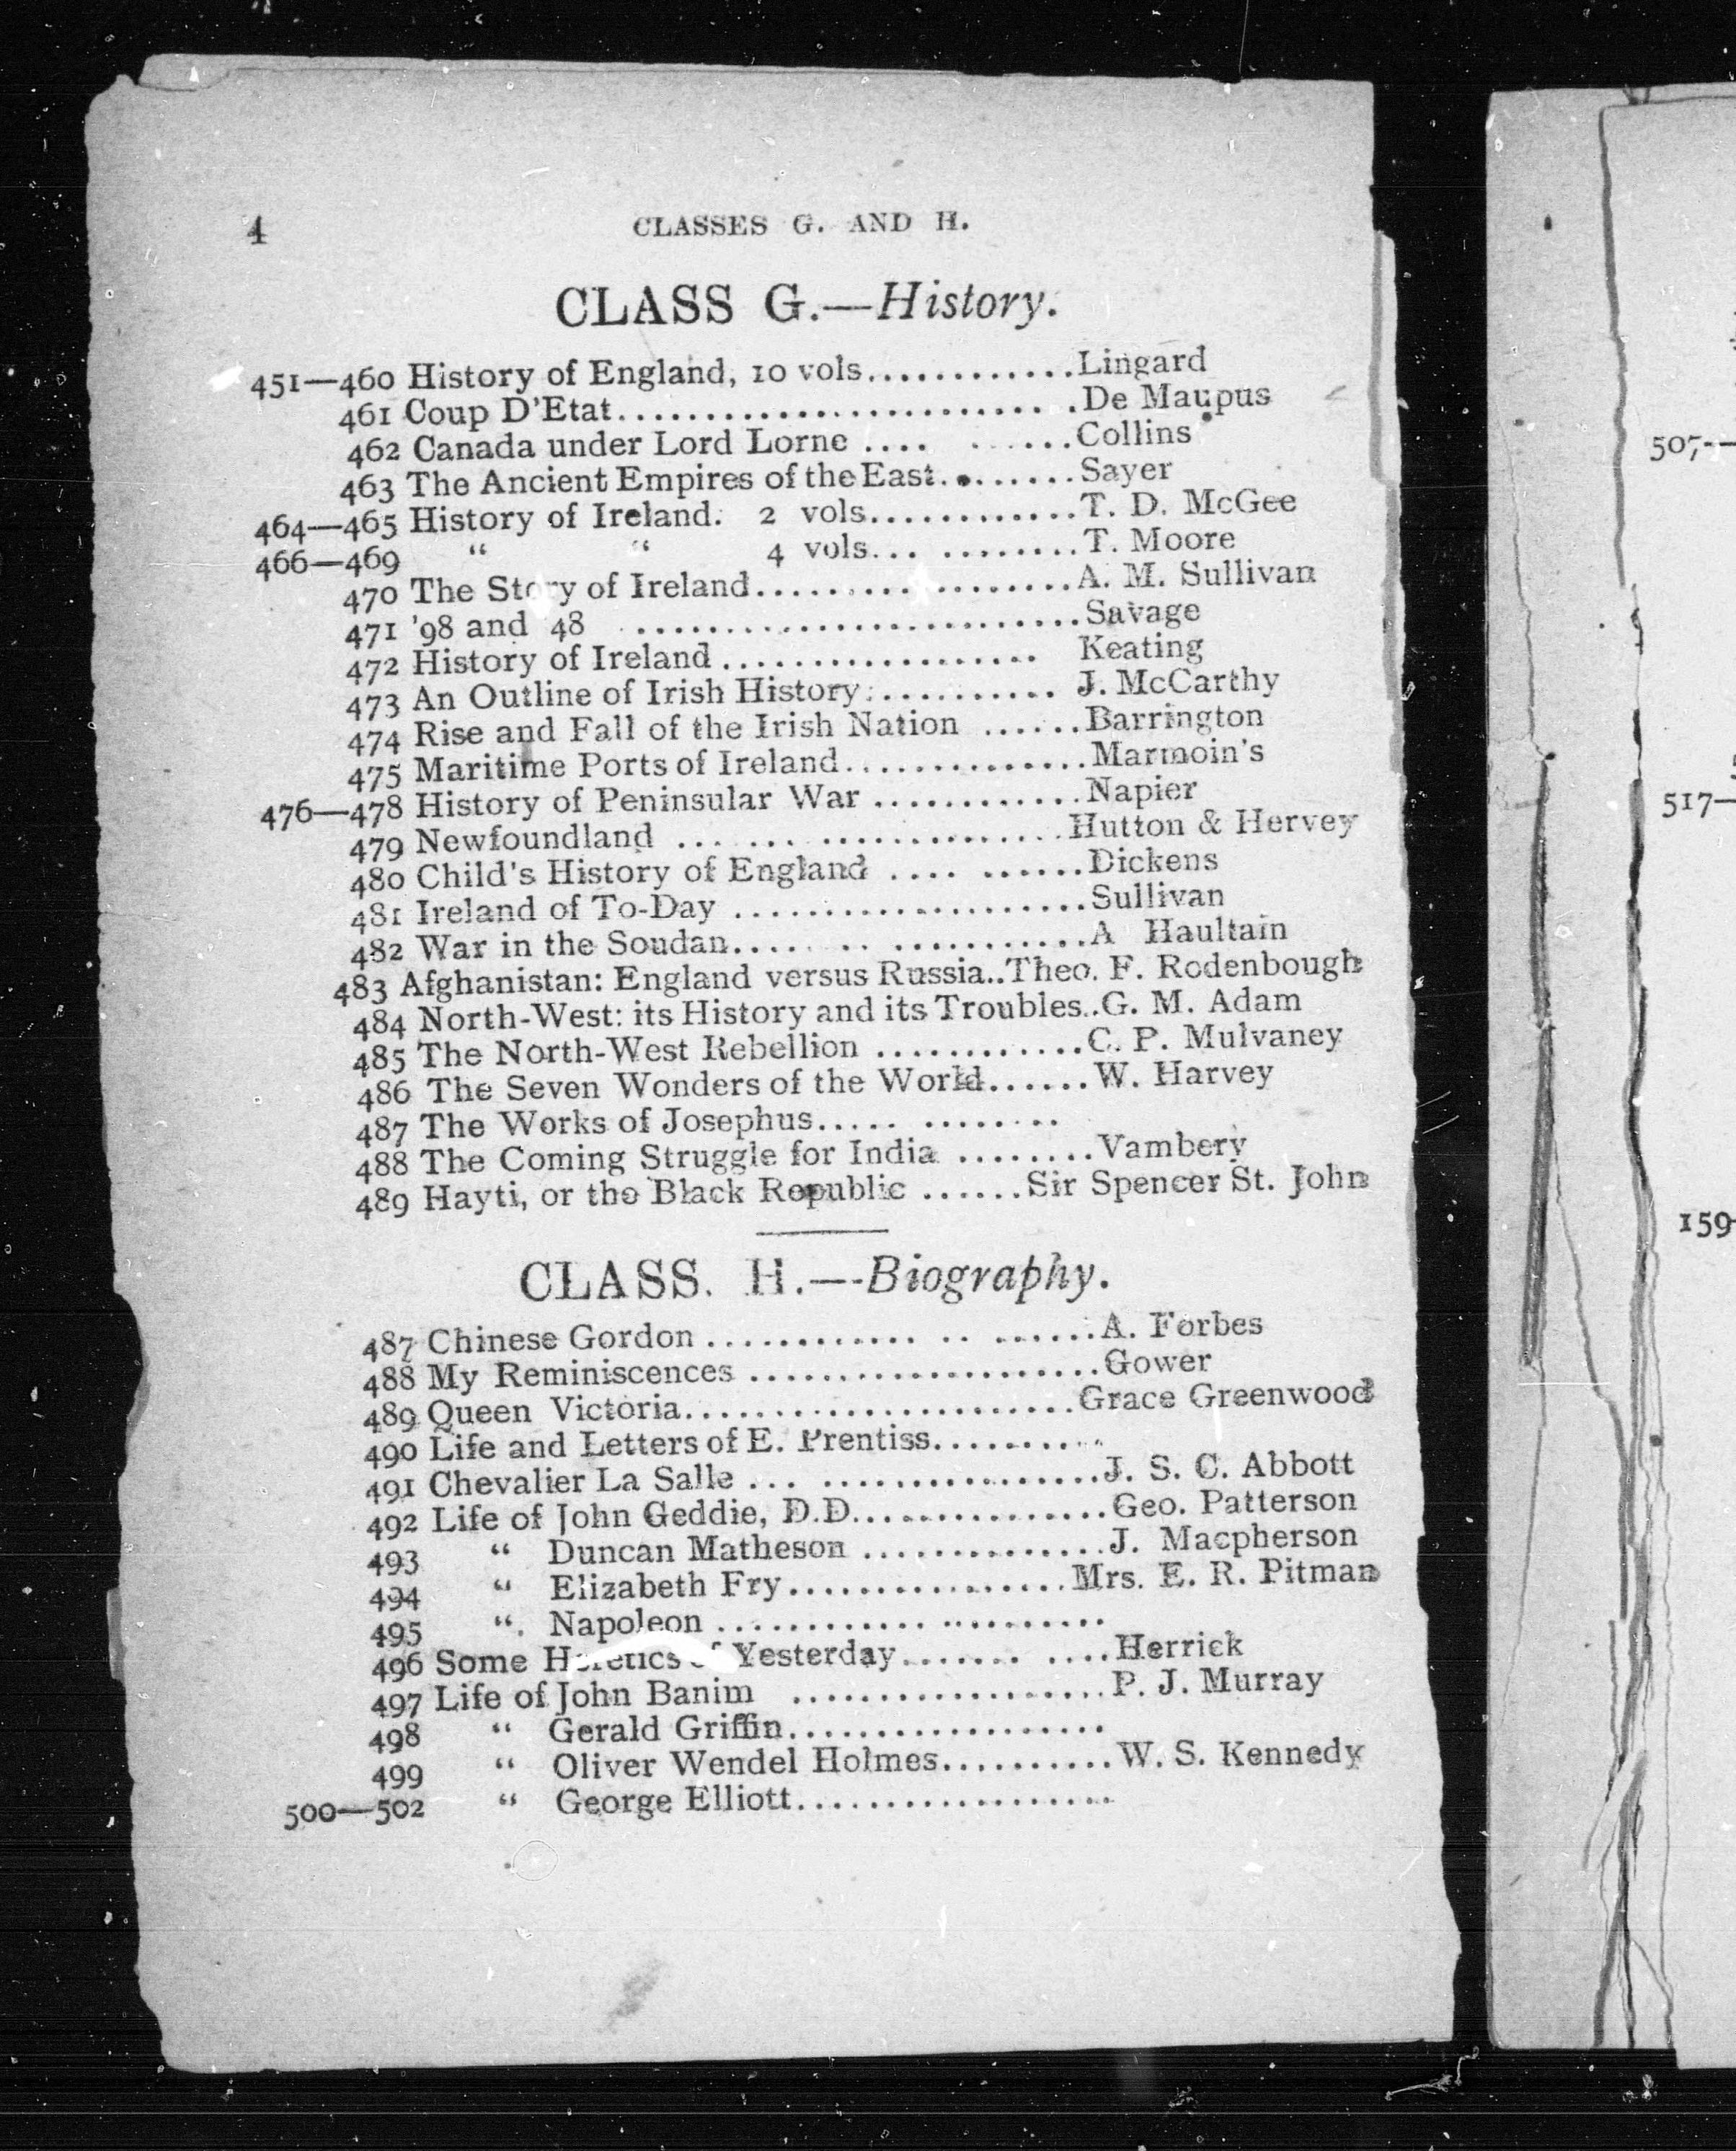 4 CLASSES G. AND H.
CLASS G.—History.
451—460 History of England, 10 vols............Lingard
461 Coup D'Etat..........................De Maupus
462 Canada under Lord Lorne .... ......Collins
463 The Ancient Empires of the East........Sayer
464—465 History of Ireland. 2 vols............T. D. McGee
466—469 “ “ 4 vols... ........T. Moore
470 The Story of Ireland..................A. M. Sullivan
471 '98 and 48 .........................Savage
472 History of Ireland .................. Keating
473 An Outline of Irish History........... J. McCarthy
474 Rise and Fall of the Irish Nation ......Barrington
475 Maritime Ports of Ireland..............Marmoin's
476—478 History of Peninsular War ............Napier
479 Newfoundland ......................Hutton & Hervey
480 Child's History of England .... ......Dickens
481 Ireland of To-Day ....................Sullivan
482 War in the Soudan....... ...........A Haultain
483 Afghanistan: England versus Russia..Theo. F. Rodenbough
484 North-West: its History and its Troubles..G. M. Adam
485 The North-West Rebellion ............C. P. Mulvaney
486 The Seven Wonders of the World......W. Harvey
487 The Works of Josephus..... ........
488 The Coming Struggle for India ........Vambery
489 Hayti, or the Black Republic ......Sir Spencer St. John
CLASS. H.—-Biography.
487 Chinese Gordon ............ .. ......A. Forbes
488 My Reminiscences ....................Gower
489 Queen Victoria......................Grace Greenwood
490 Life and Letters of E. Prentiss..........
491 Chevalier La Salle ... ................J. S. C. Abbott
492 Life of John Geddie, D.D...............Geo. Patterson
493 “ Duncan Matheson ..............J. Macpherson
494 “ Elizabeth Fry................Mrs. E. R. Pitman
495 “. Napoleon ............ .........
496 Some Heretics of Yesterday....... ....Herrick
497 Life of John Banim ..................P. J. Murray
498 “ Gerald Griffin..................
499 “ Oliver Wendel Holmes..........W. S. Kennedy
500—502 “ George Elliott..................
507-—
517—
159-